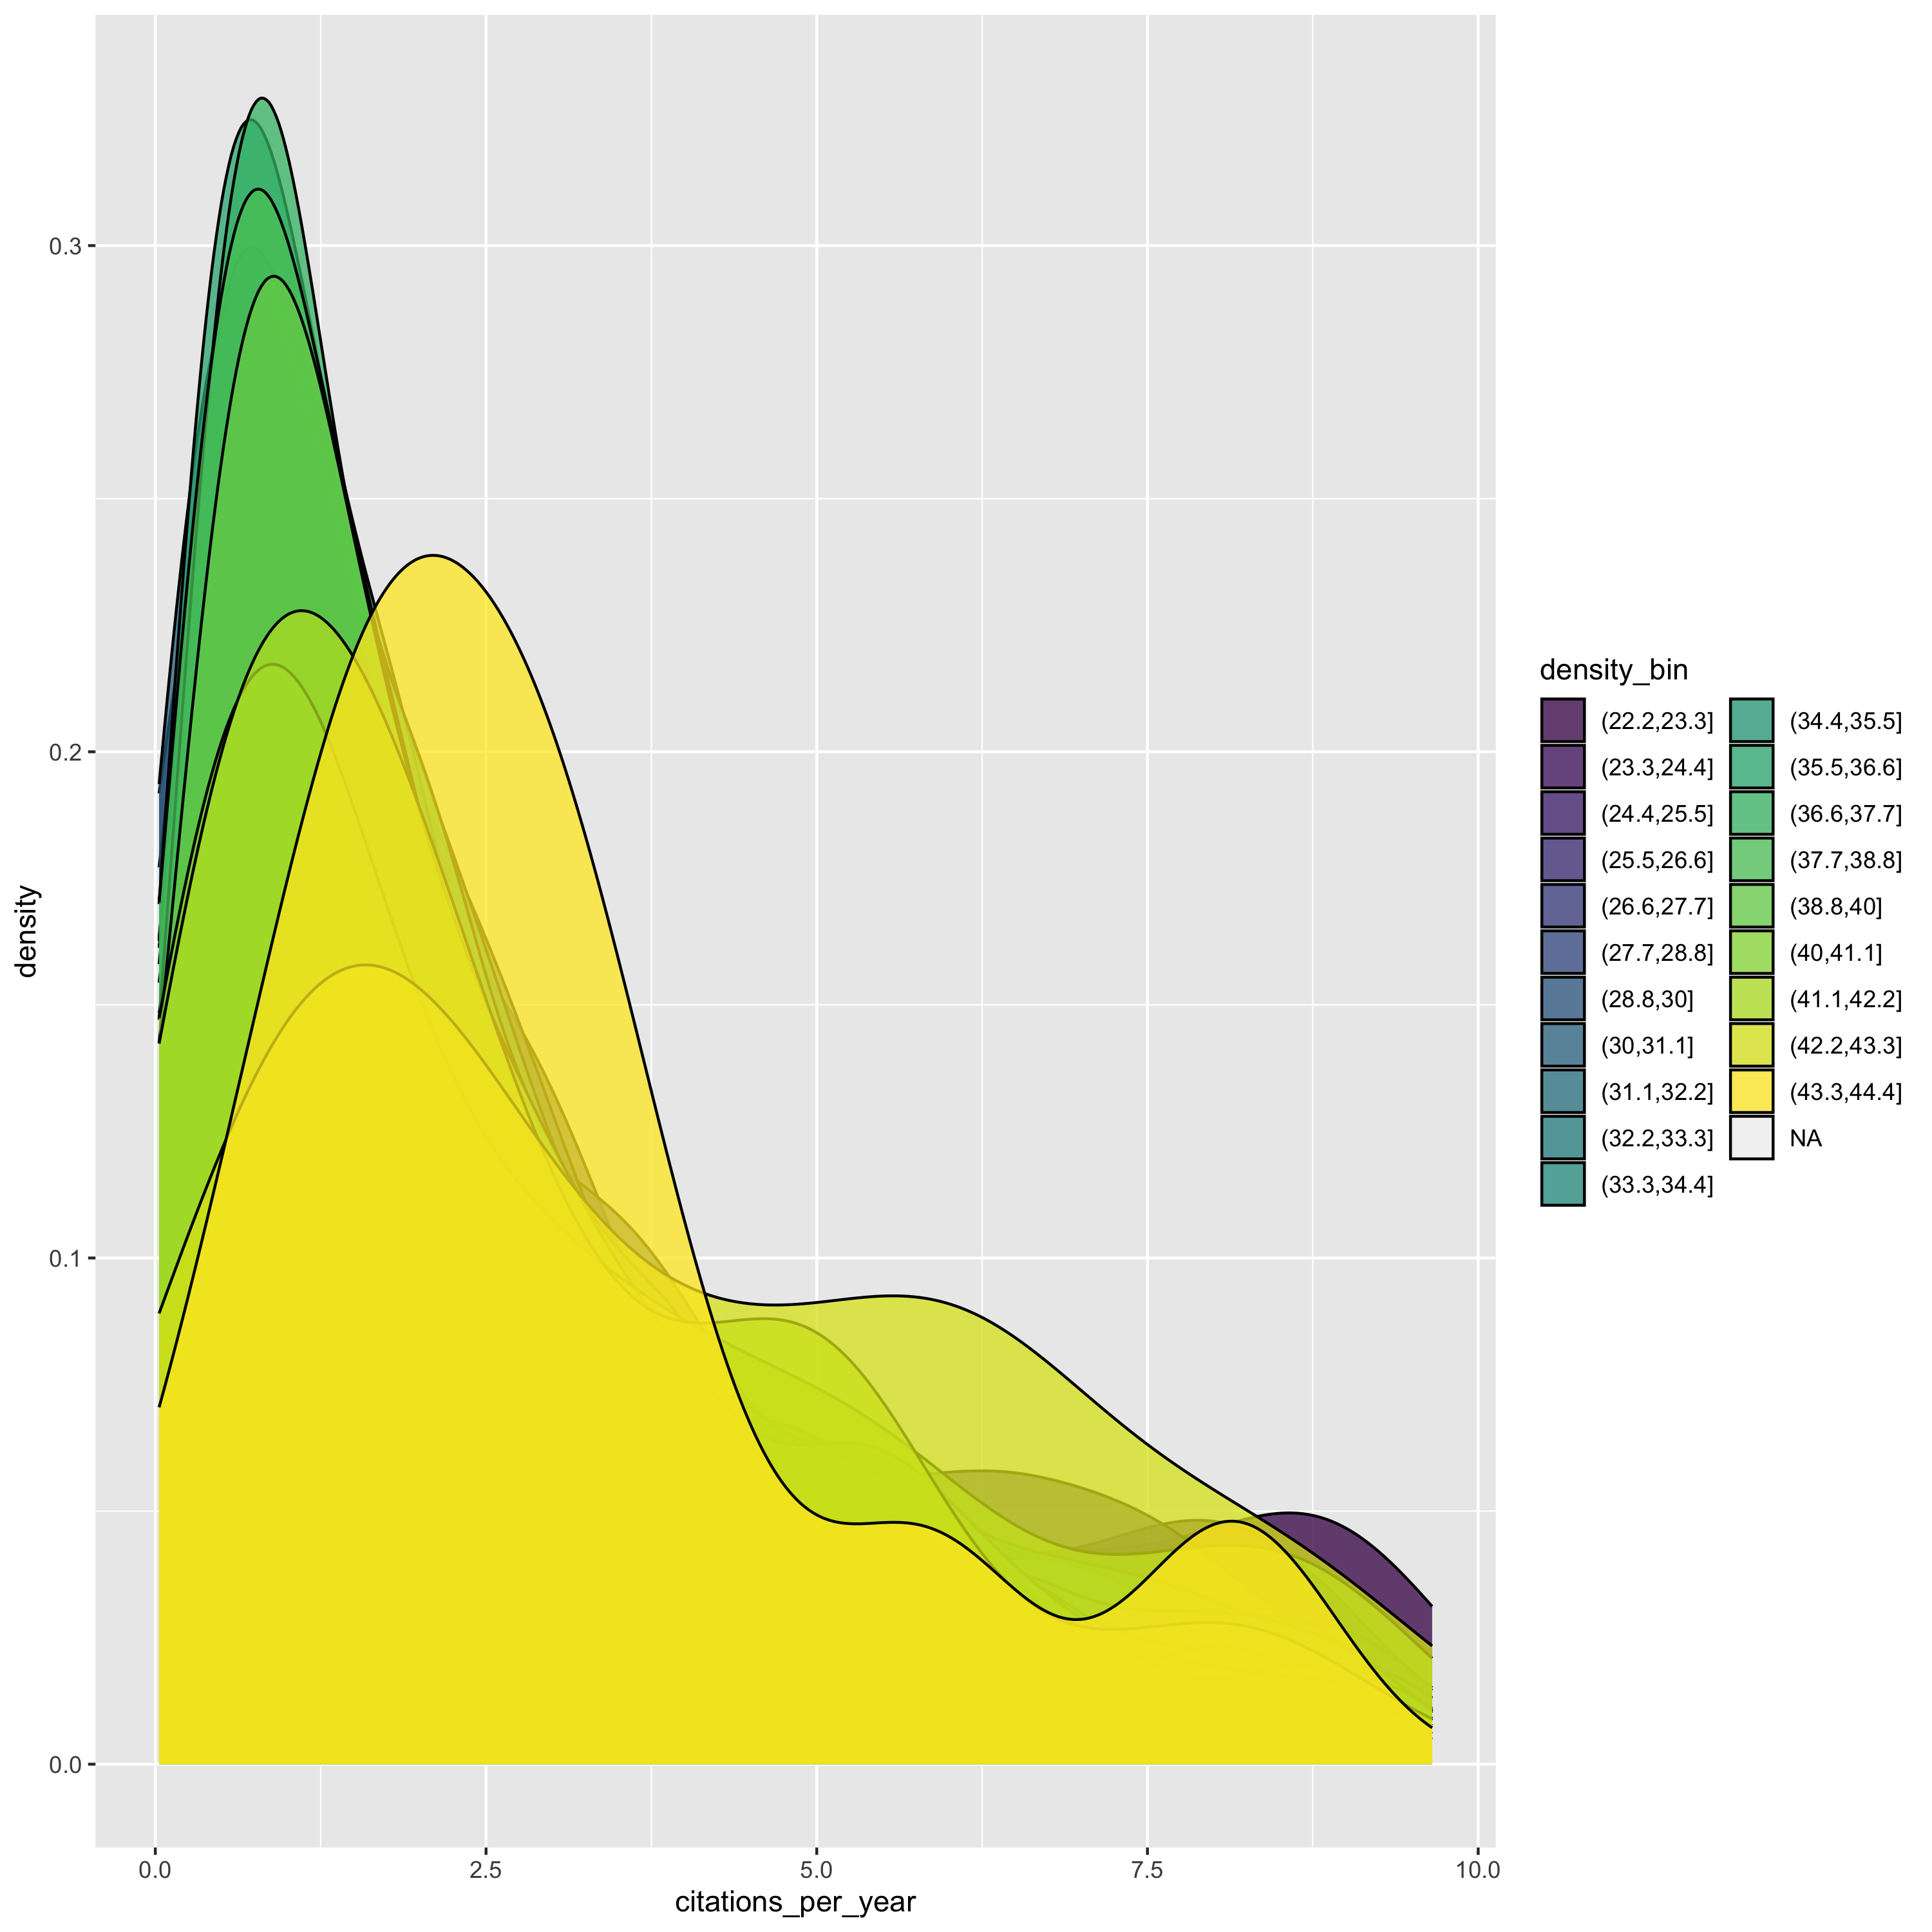 density
0.3
0.2
0.1
0.0
0.0 2.5 5.0 7.5 10.0
citations_per_year
density_bin
(22.2,23.3] (34.4,35.5]
(23.3,24.4] (35.5,36.6]
(24.4,25.5] (36.6,37.7]
(25.5,26.6] (37.7,38.8]
(26.6,27.7] (38.8,40]
(27.7,28.8] (40,41.1]
(28.8,30] (41.1,42.2]
(30,31.1] (42.2,43.3]
(31.1,32.2] (43.3,44.4]
(32.2,33.3] NA
(33.3,34.4]